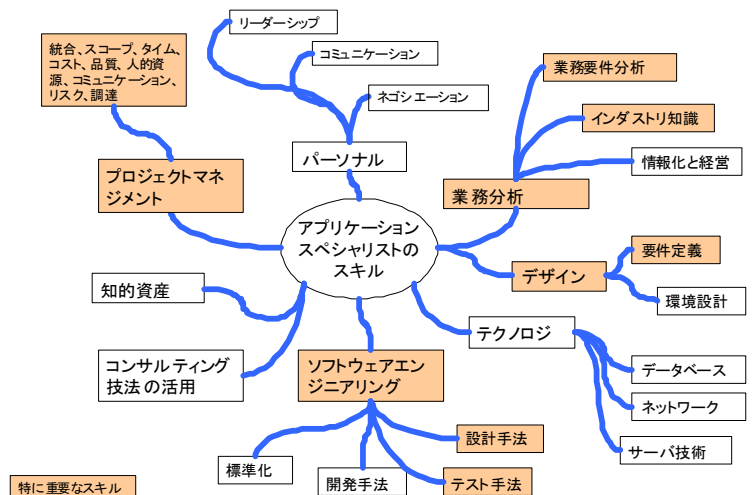 リーダーシップ
コミュニケーション
ネゴシエーション
パーソナル
統合、スコープ、タイム、
コスト、品質、人的資
源、コミュニケーション、
リスク、調達
プロジェクトマネ
ジメント
業務要件分析
インダストリ知識
情報化と経営
業務分析
アプリケーション
スペシャリストの
スキル
要件定義
デザイン
環境設計
知的資産
テクノロジ
コンサルティング
技法の活用
ソフトウェアエン
ジニアリング
データベース
ネットワーク
サーバ技術
設計手法
標準化
開発手法
テスト手法
特に重要なスキル